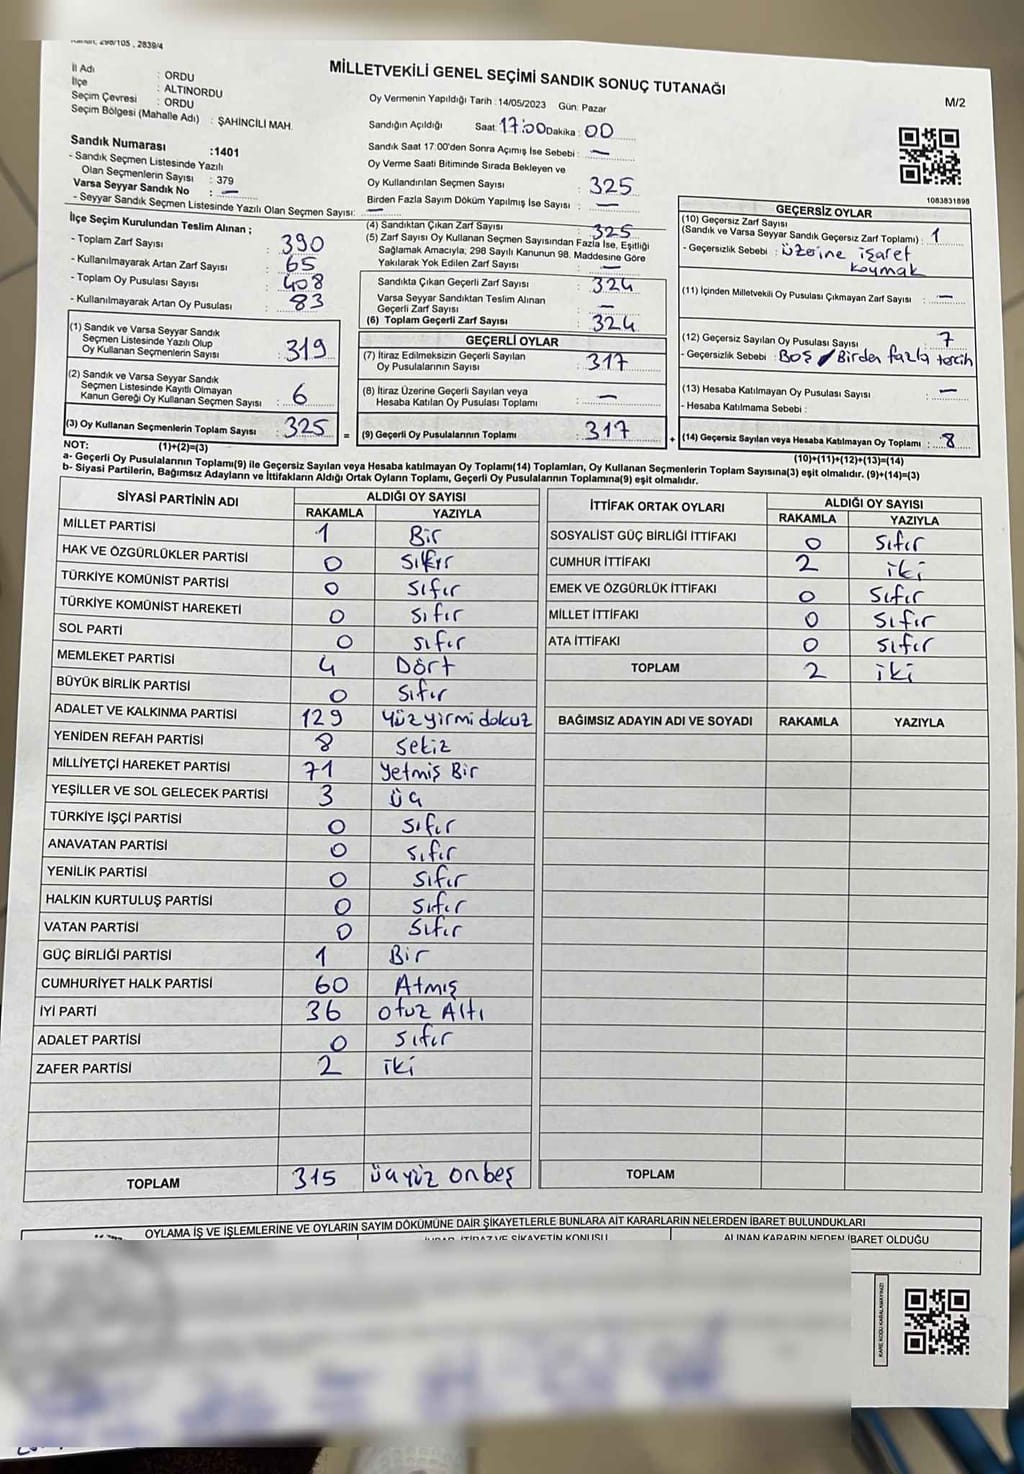 Kanun, 298/105 , 2839/4
MİLLETVEKİLİ GENEL SEÇİMİ SANDIK SONUÇ TUTANAĞI
M/2
İl Adı : ORDU
İlçe : ALTINORDU
Seçim Çevresi : ORDU
Seçim Bölgesi (Mahalle Adı) : ŞAHİNCİLİ MAH.
Sandık Numarası :1401
- Sandık Seçmen Listesinde Yazılı
Olan Seçmenlerin Sayısı : 379
Varsa Seyyar Sandık No : —
- Seyyar Sandık Seçmen Listesinde Yazılı Olan Seçmen Sayısı: —
Oy Vermenin Yapıldığı Tarih : 14/05/2023 Gün: Pazar
Sandığın Açıldığı Saat: 17:00 Dakika : 00
Sandık Saat 17:00'den Sonra Açımış İse Sebebi : —
Oy Verme Saati Bitiminde Sırada Bekleyen ve
Oy Kullandırılan Seçmen Sayısı : 325
Birden Fazla Sayım Döküm Yapılmış İse Sayısı : —
1083831898
İlçe Seçim Kurulundan Teslim Alınan ;
- Toplam Zarf Sayısı : 390
- Kullanılmayarak Artan Zarf Sayısı : 65
- Toplam Oy Pusulası Sayısı : 408
- Kullanılmayarak Artan Oy Pusulası : 83
(1) Sandık ve Varsa Seyyar Sandık
Seçmen Listesinde Yazılı Olup
Oy Kullanan Seçmenlerin Sayısı : 319
(2) Sandık ve Varsa Seyyar Sandık
Seçmen Listesinde Kayıtlı Olmayan
Kanun Gereği Oy Kullanan Seçmen Sayısı : 6
(3) Oy Kullanan Seçmenlerin Toplam Sayısı : 325
(4) Sandıktan Çıkan Zarf Sayısı : 325
(5) Zarf Sayısı Oy Kullanan Seçmen Sayısından Fazla İse, Eşitliği
Sağlamak Amacıyla, 298 Sayılı Kanunun 98. Maddesine Göre
Yakılarak Yok Edilen Zarf Sayısı : —
Sandıkta Çıkan Geçerli Zarf Sayısı : 324
Varsa Seyyar Sandıktan Teslim Alınan
Geçerli Zarf Sayısı : —
(6) Toplam Geçerli Zarf Sayısı : 324
GEÇERLİ OYLAR
(7) İtiraz Edilmeksizin Geçerli Sayılan
Oy Pusulalarının Sayısı : 317
(8) İtiraz Üzerine Geçerli Sayılan veya
Hesaba Katılan Oy Pusulası Toplamı : —
= (9) Geçerli Oy Pusulalarının Toplamı : 317
GEÇERSİZ OYLAR
(10) Geçersiz Zarf Sayısı
(Sandık ve Varsa Seyyar Sandık Geçersiz Zarf Toplamı) : 1
- Geçersizlik Sebebi : üzerine işaret
koymak
(11) İçinden Milletvekili Oy Pusulası Çıkmayan Zarf Sayısı : —
(12) Geçersiz Sayılan Oy Pusulası Sayısı : 7
- Geçersizlik Sebebi : Boş / Birden fazla tercih
(13) Hesaba Katılmayan Oy Pusulası Sayısı : —
- Hesaba Katılmama Sebebi :
+ (14) Geçersiz Sayılan veya Hesaba Katılmayan Oy Toplamı : 8
NOT: (1)+(2)=(3) (10)+(11)+(12)+(13)=(14)
a- Geçerli Oy Pusulalarının Toplamı(9) ile Geçersiz Sayılan veya Hesaba katılmayan Oy Toplamı(14) Toplamları, Oy Kullanan Seçmenlerin Toplam Sayısına(3) eşit olmalıdır. (9)+(14)=(3)
b- Siyasi Partilerin, Bağımsız Adayların ve İttifakların Aldığı Ortak Oyların Toplamı, Geçerli Oy Pusulalarının Toplamına(9) eşit olmalıdır.
SİYASİ PARTİNİN ADI ALDIĞI OY SAYISI
RAKAMLA YAZIYLA
MİLLET PARTİSİ 1 Bir
HAK VE ÖZGÜRLÜKLER PARTİSİ 0 sıfır
TÜRKİYE KOMÜNİST PARTİSİ 0 sıfır
TÜRKİYE KOMÜNİST HAREKETİ 0 sıfır
SOL PARTİ 0 sıfır
MEMLEKET PARTİSİ 4 Dört
BÜYÜK BİRLİK PARTİSİ 0 sıfır
ADALET VE KALKINMA PARTİSİ 129 yüz yirmi dokuz
YENİDEN REFAH PARTİSİ 8 sekiz
MİLLİYETÇİ HAREKET PARTİSİ 71 yetmiş Bir
YEŞİLLER VE SOL GELECEK PARTİSİ 3 üç
TÜRKİYE İŞÇİ PARTİSİ 0 sıfır
ANAVATAN PARTİSİ 0 sıfır
YENİLİK PARTİSİ 0 sıfır
HALKIN KURTULUŞ PARTİSİ 0 sıfır
VATAN PARTİSİ 0 sıfır
GÜÇ BİRLİĞİ PARTİSİ 1 Bir
CUMHURİYET HALK PARTİSİ 60 Atmış
İYİ PARTİ 36 otuz Altı
ADALET PARTİSİ 0 sıfır
ZAFER PARTİSİ 2 iki
TOPLAM 315 üçyüz onbeş
İTTİFAK ORTAK OYLARI ALDIĞI OY SAYISI
RAKAMLA YAZIYLA
SOSYALİST GÜÇ BİRLİĞİ İTTİFAKI 0 sıfır
CUMHUR İTTİFAKI 2 iki
EMEK VE ÖZGÜRLÜK İTTİFAKI 0 sıfır
MİLLET İTTİFAKI 0 sıfır
ATA İTTİFAKI 0 sıfır
TOPLAM 2 iki
BAĞIMSIZ ADAYIN ADI VE SOYADI RAKAMLA YAZIYLA
TOPLAM
OYLAMA İŞ VE İŞLEMLERİNE VE OYLARIN SAYIM DÖKÜMÜNE DAİR ŞİKAYETLERLE BUNLARA AİT KARARLARIN NELERDEN İBARET BULUNDUKLARI
İTİRAZ VE ŞİKAYETİN KONUSU ALINAN KARARIN NEDEN İBARET OLDUĞU
KARE KODU KARALAMAYINIZ!